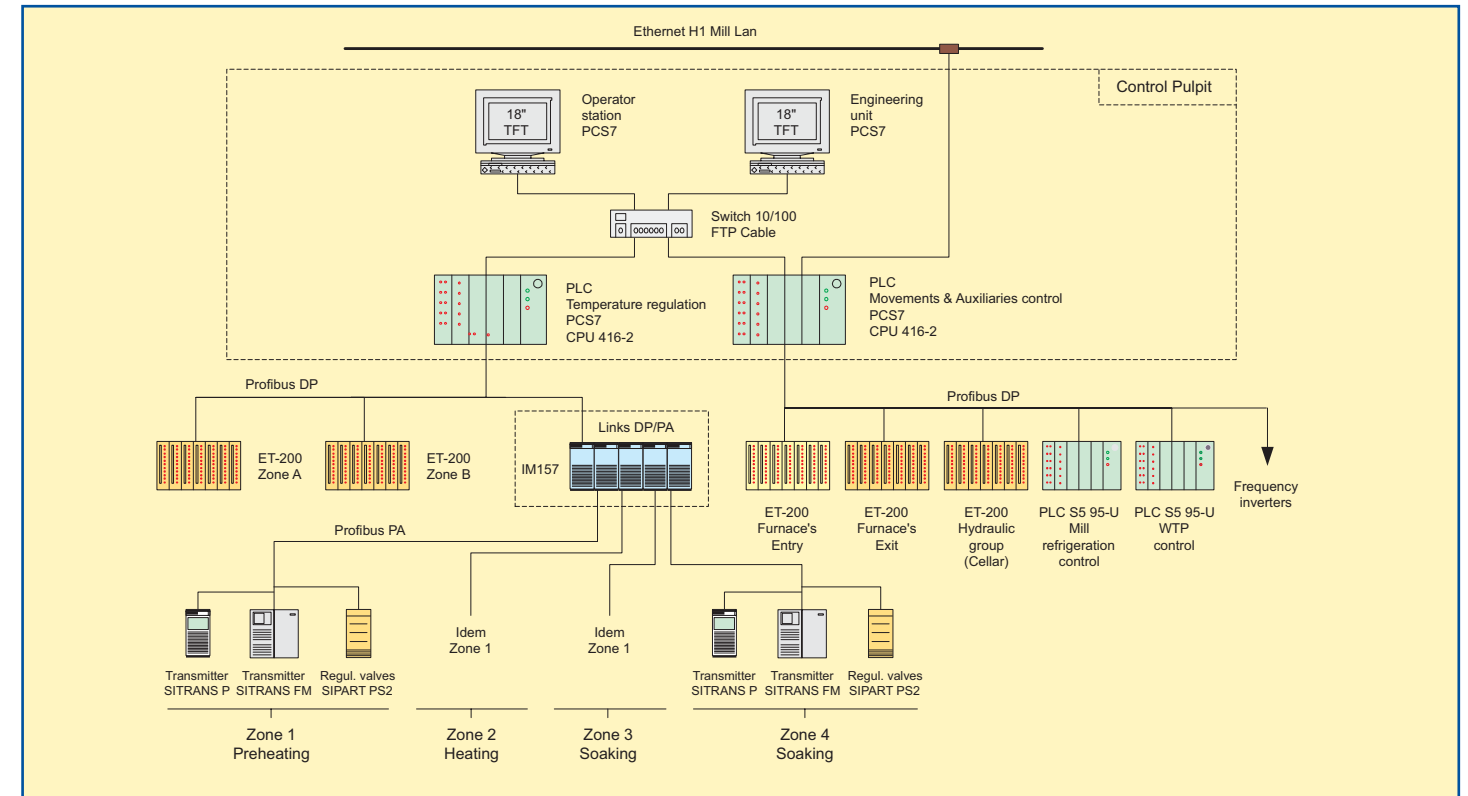 Ethernet H1 Mill Lan
Control Pulpit
18"
TFT
Operator
station
PCS7
18"
TFT
Engineering
unit
PCS7
Switch 10/100
FTP Cable
PLC
Temperature regulation
PCS7
CPU 416-2
PLC
Movements & Auxiliaries control
PCS7
CPU 416-2
Profibus DP
Profibus DP
ET-200
Zone A
ET-200
Zone B
Links DP/PA
IM157
ET-200
Furnace's
Entry
ET-200
Furnace's
Exit
ET-200
Hydraulic
group
(Cellar)
PLC S5 95-U
Mill
refrigeration
control
PLC S5 95-U
WTP
control
Frequency
inverters
Profibus PA
Transmitter
SITRANS P
Transmitter
SITRANS FM
Regul. valves
SIPART PS2
Idem
Zone 1
Idem
Zone 1
Transmitter
SITRANS P
Transmitter
SITRANS FM
Regul. valves
SIPART PS2
Zone 1
Preheating
Zone 2
Heating
Zone 3
Soaking
Zone 4
Soaking